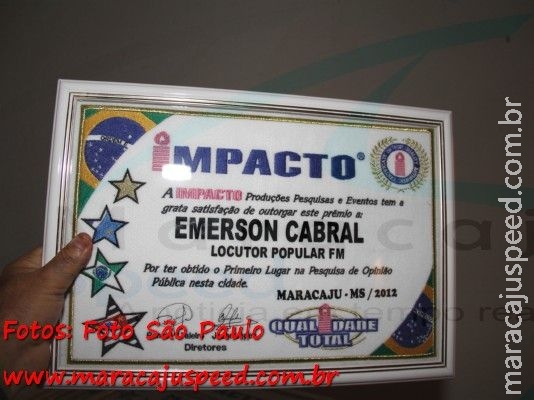 IMPACTO®
A IMPACTO Produções Pesquisas e Eventos tem a
grata satisfação de outorgar este prêmio a:
EMERSON CABRAL
LOCUTOR POPULAR FM
Por ter obtido o Primeiro Lugar na Pesquisa de Opinião
Pública nesta cidade.
MARACAJU - MS / 2012
QUALIDADE
TOTAL
Diretores
Fotos: Foto São Paulo
www.maracajuspeed.com.br
maracajuspeed.com.br